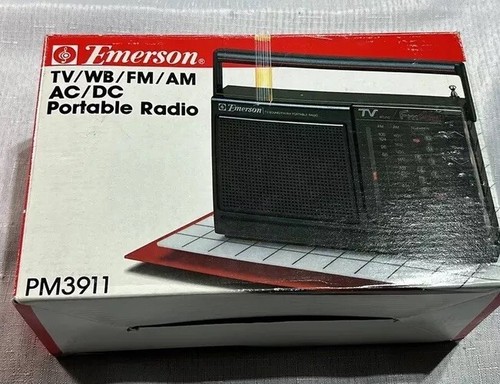 Emerson®
TV/WB/FM/AM
AC/DC
Portable Radio
Emerson
TV
PM3911